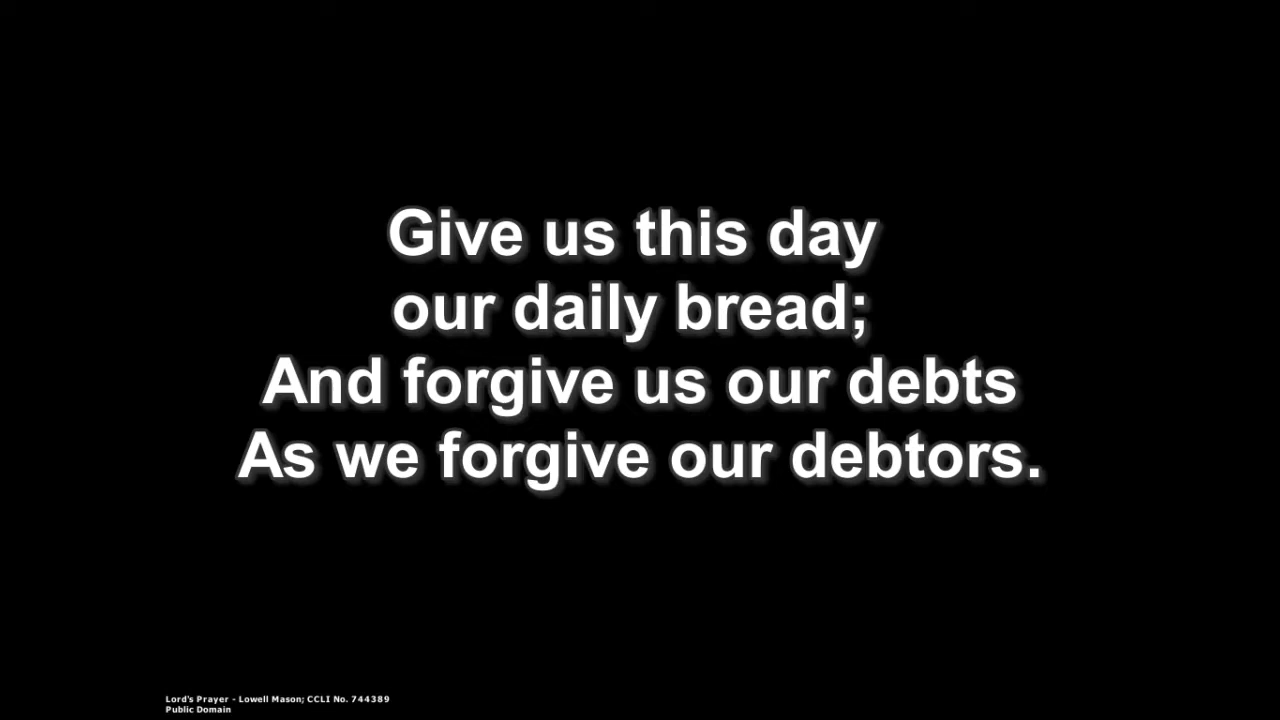 Give us this day
our daily bread;
And forgive us our debts
As we forgive our debtors.
Lord's Prayer - Lowell Mason; CCLI No. 744389
Public Domain